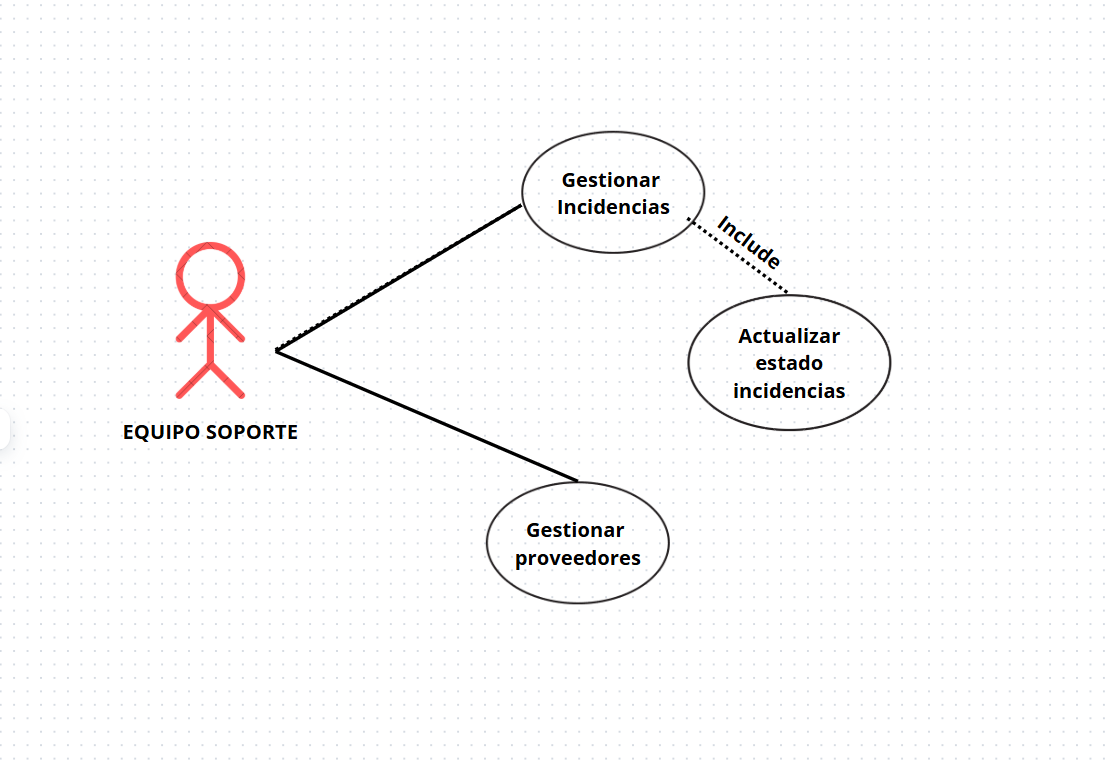 Gestionar
Incidencias
Include
Actualizar
estado
incidencias
EQUIPO SOPORTE
Gestionar
proveedores